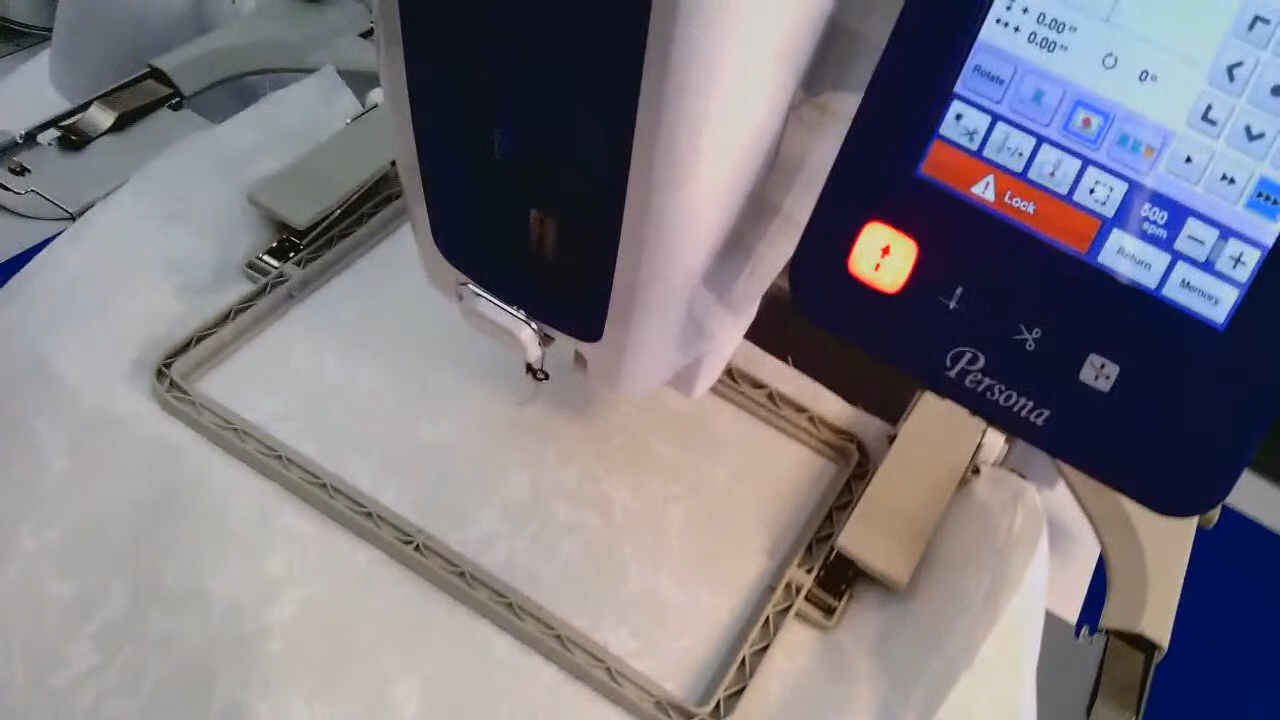 + 0.00"
+ 0.00"
0°
Rotate
Lock
500
spm
Return
Memory
Persona